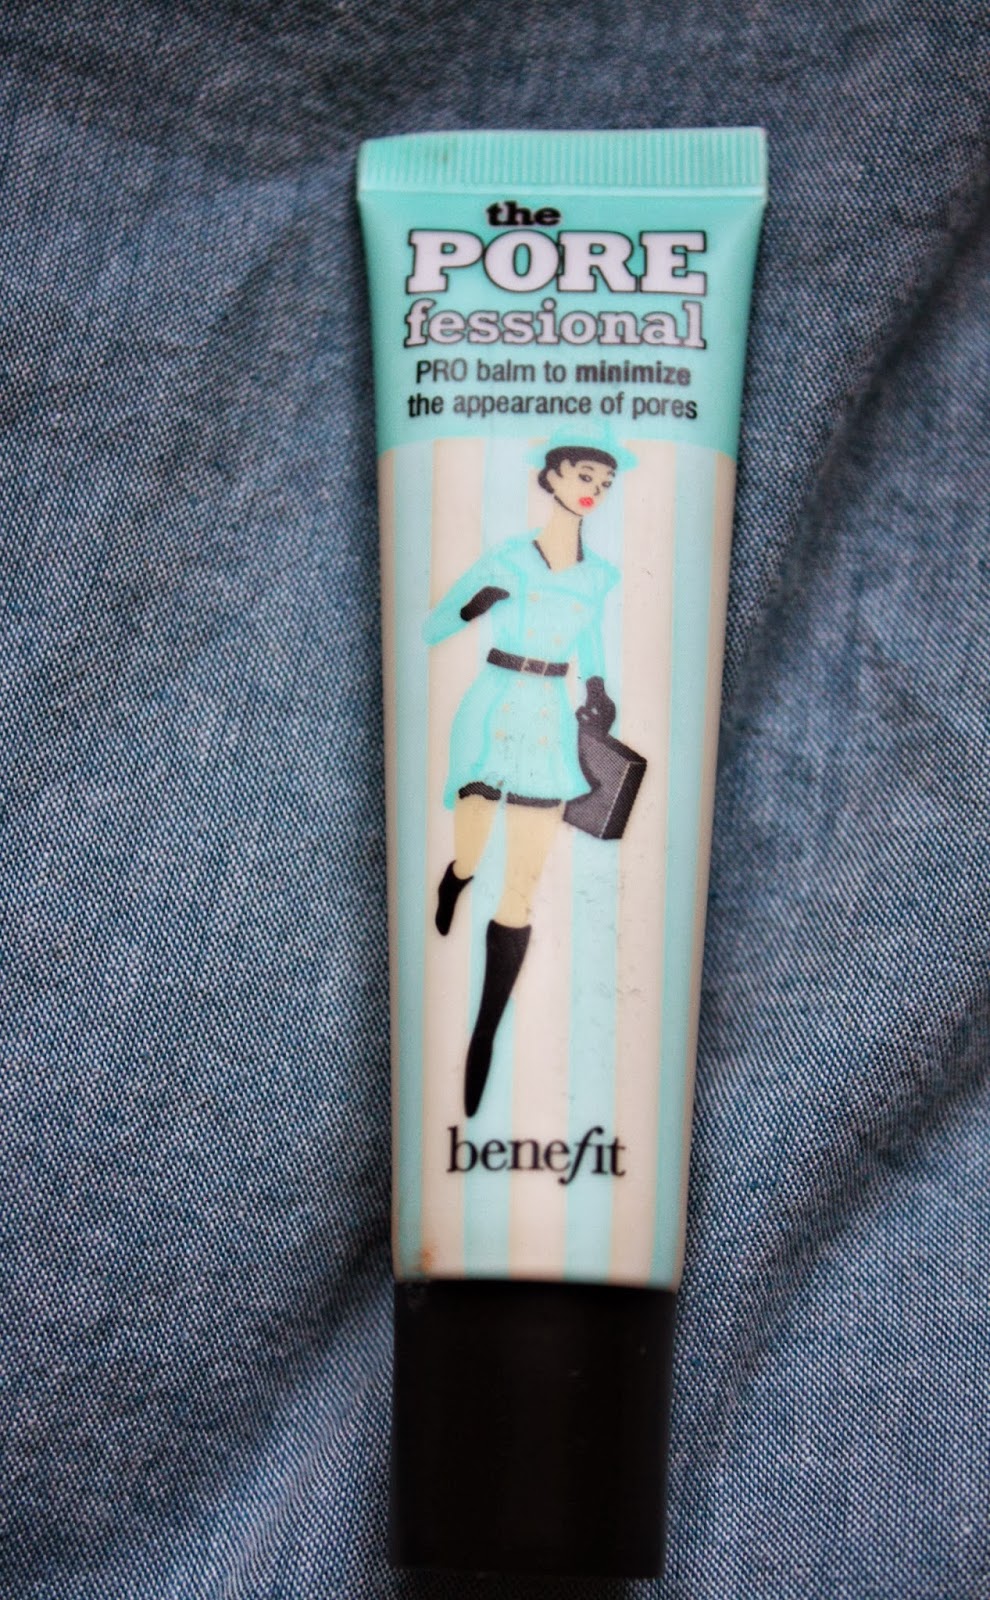 the
PORE
fessional
PRO balm to minimize
the appearance of pores
benefit